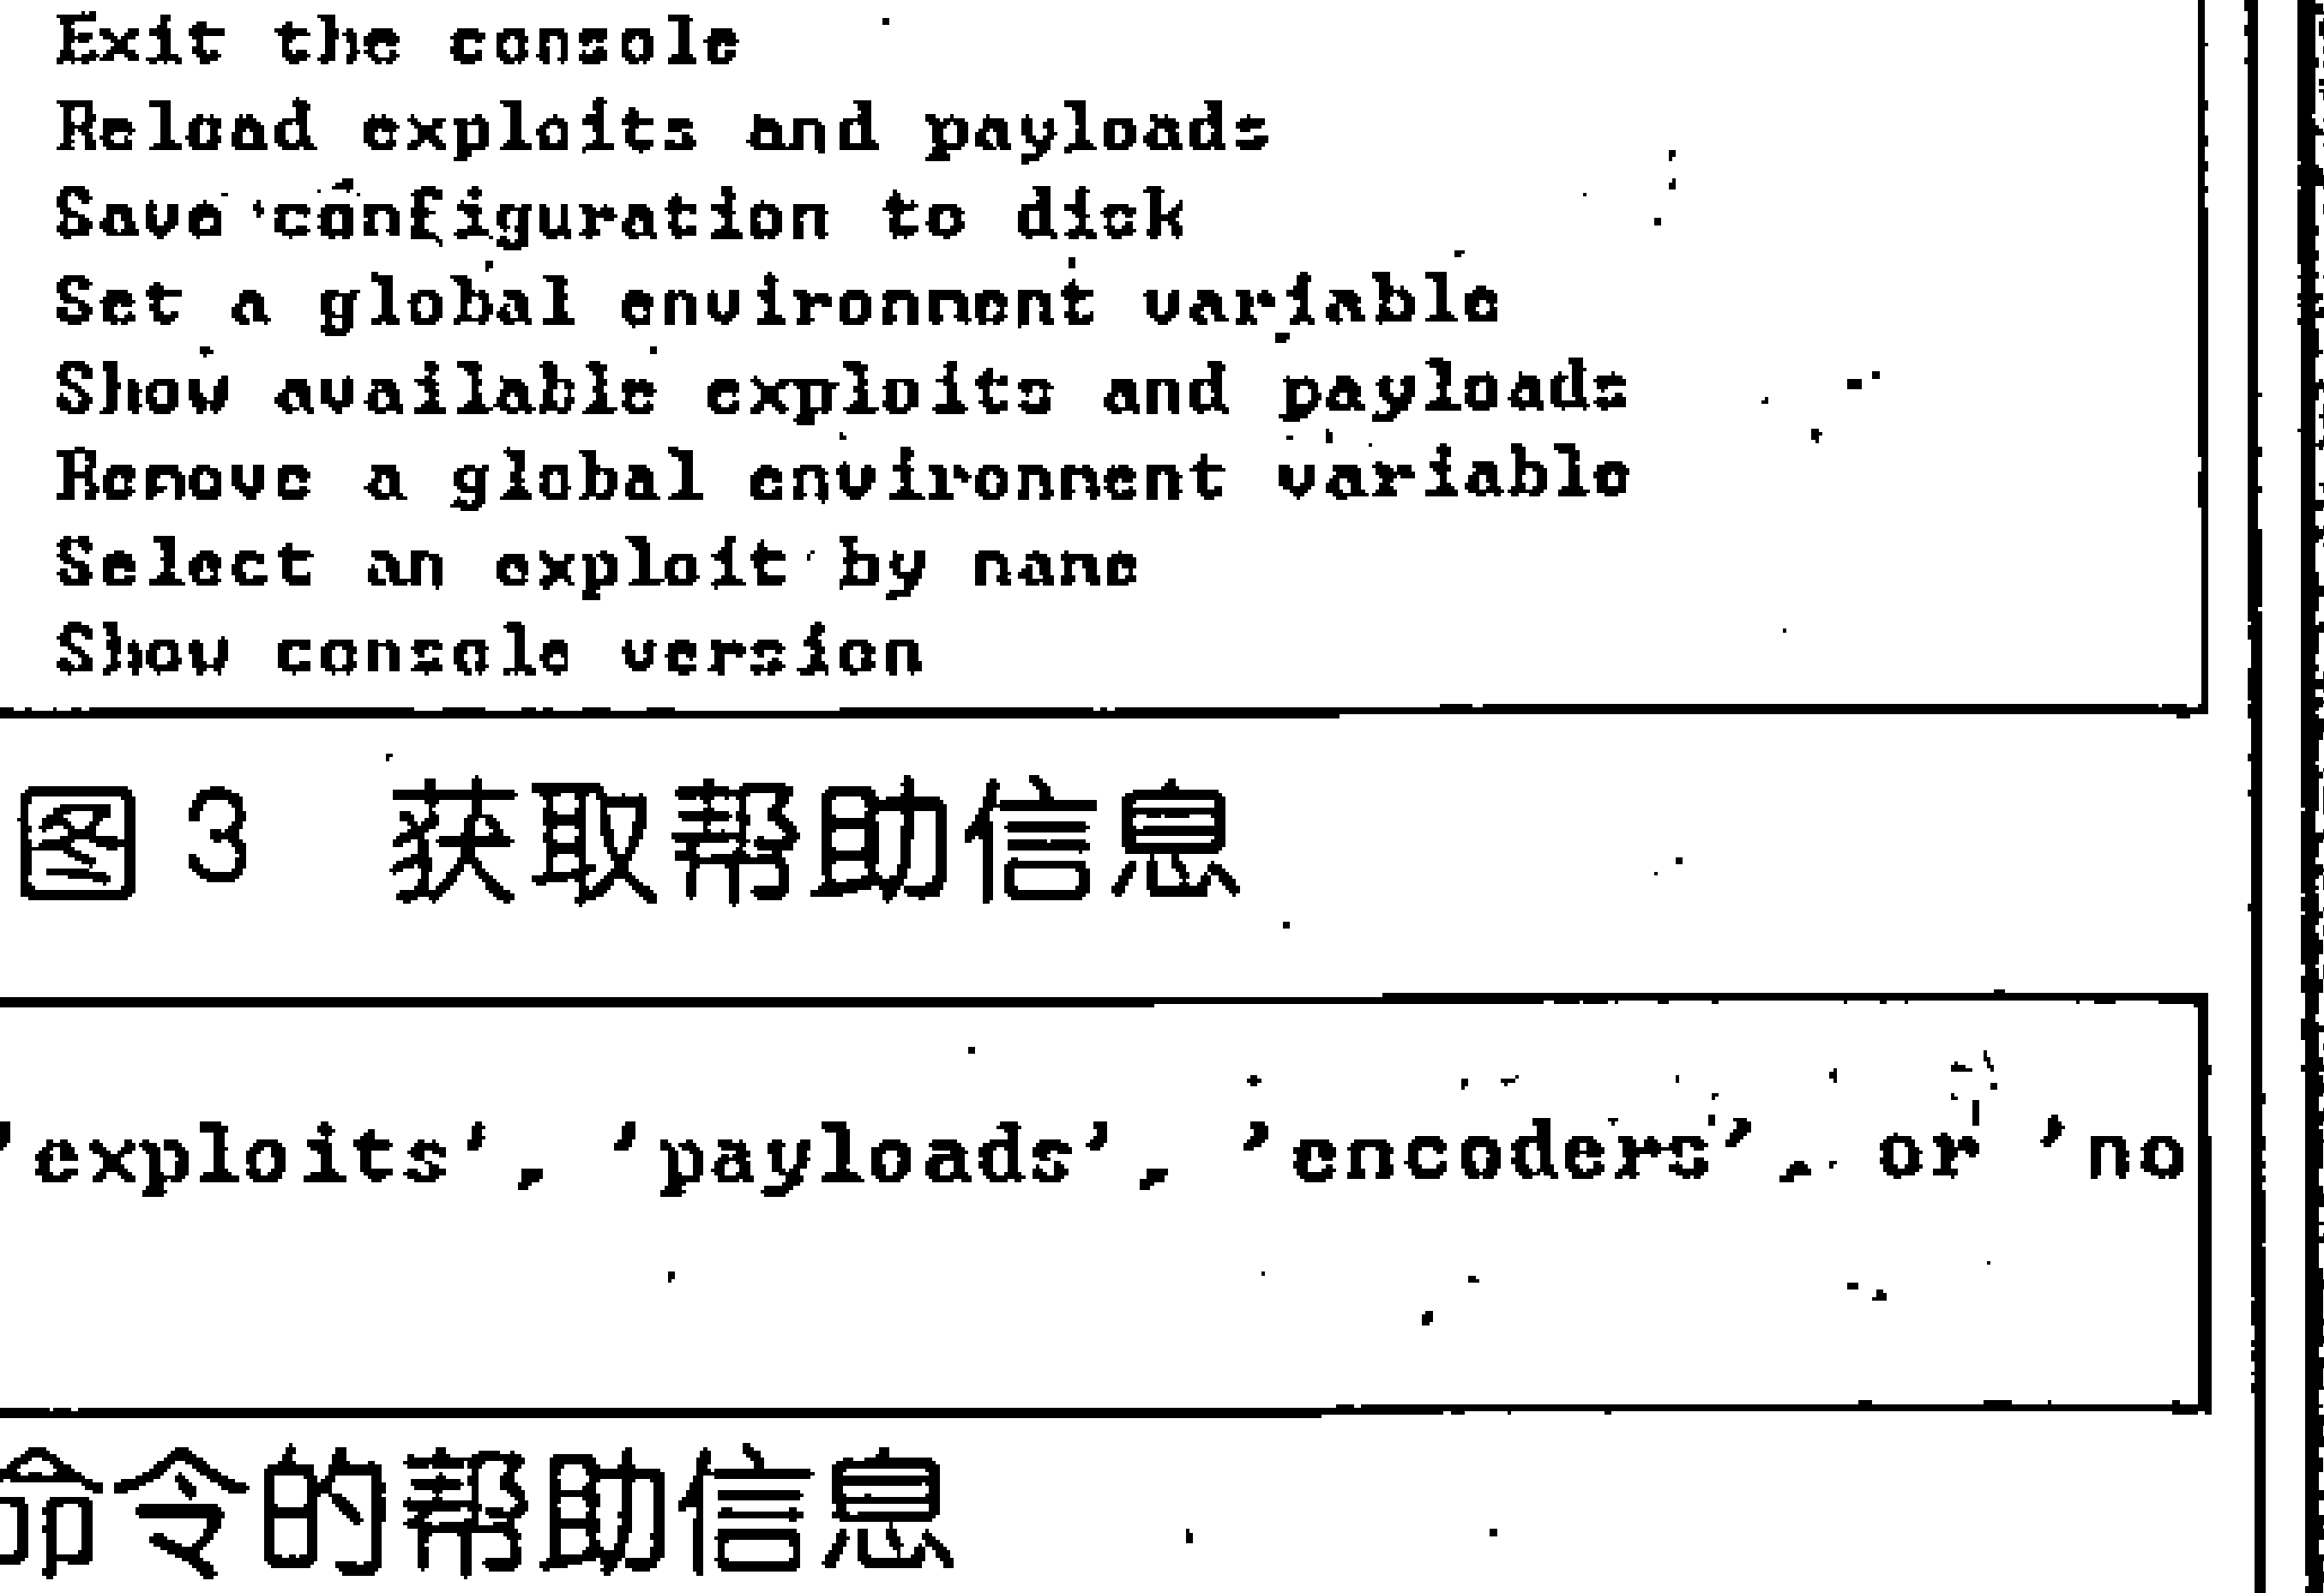 Exit the console
Reload exploits and payloads
Save configuration to disk
Set a global environment variable
Show available exploits and payloads
Remove a global environment variable
Select an exploit by name
Show console version
图 3 获取帮助信息
'exploits', 'payloads', 'encoders', or 'no
命令的帮助信息